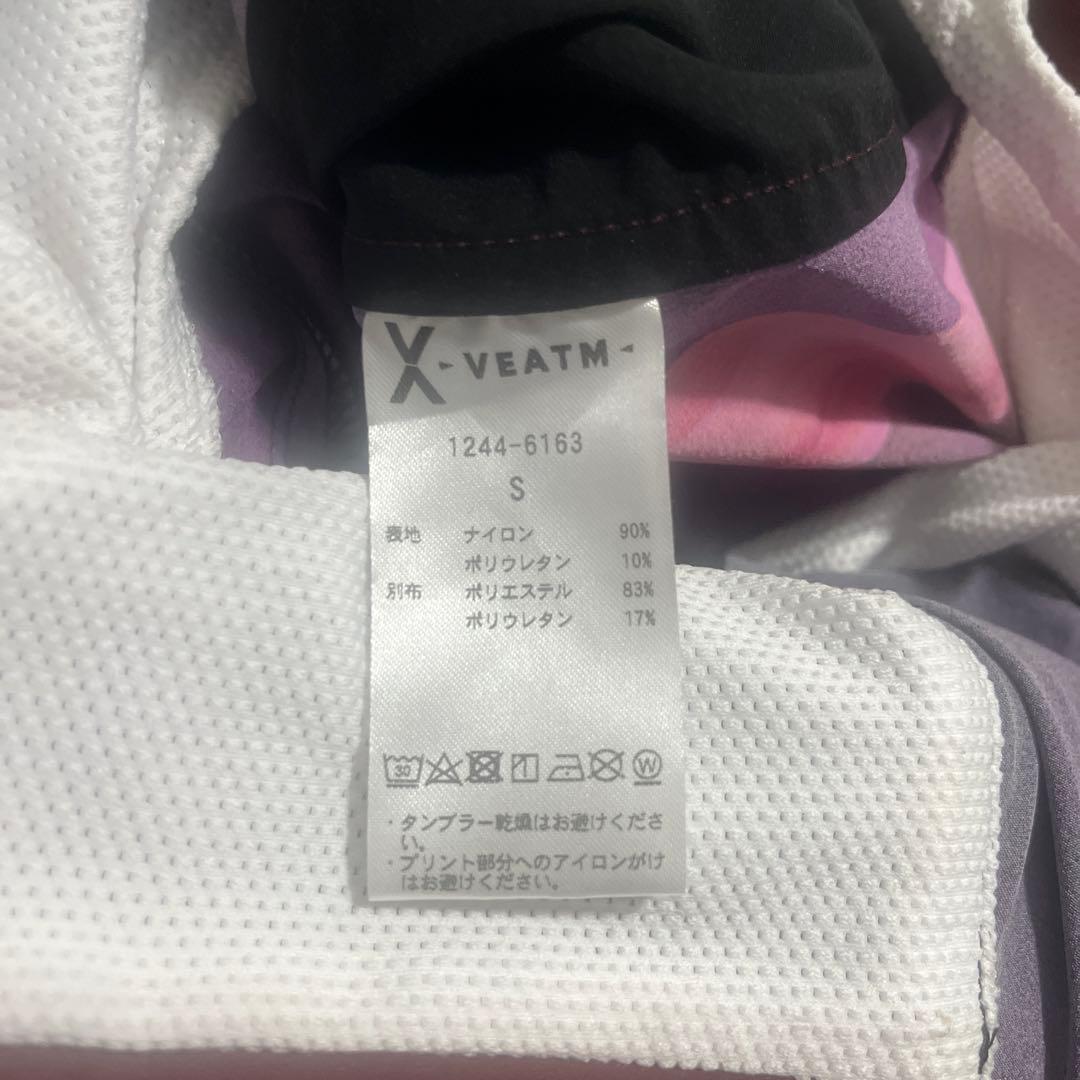 VEATM
1244-6163
S
表地 ナイロン 90%
ポリウレタン 10%
別布 ポリエステル 83%
ポリウレタン 17%
30 W
・タンブラー乾燥はお避けくださ
い。
・プリント部分へのアイロンがけ
はお避けください。